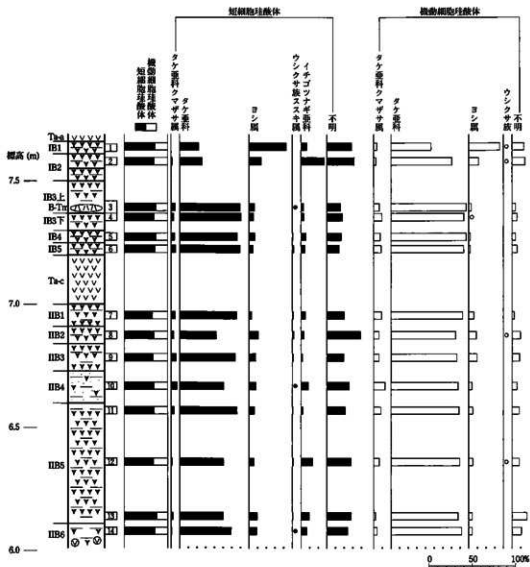 短細胞珪酸体
機動細胞珪酸体
機動細胞珪酸体
短細胞珪酸体
タケ亜科クマザサ属
タケ亜科
ヨシ属
ウシクサ族ススキ属
イチゴツナギ亜科
不明
タケ亜科クマザサ属
タケ亜科
ヨシ属
ウシクサ族
不明
標高 (m)
Ta-a
IB1
1
IB2
2
7.5
IB3上
B-Tm
3
IB3下
4
IB4
5
IB5
6
Ta-c
7.0
IIB1
7
IIB2
8
IIB3
9
IIB4
10
11
6.5
IIB5
12
13
IIB6
14
6.0
0 50 100%